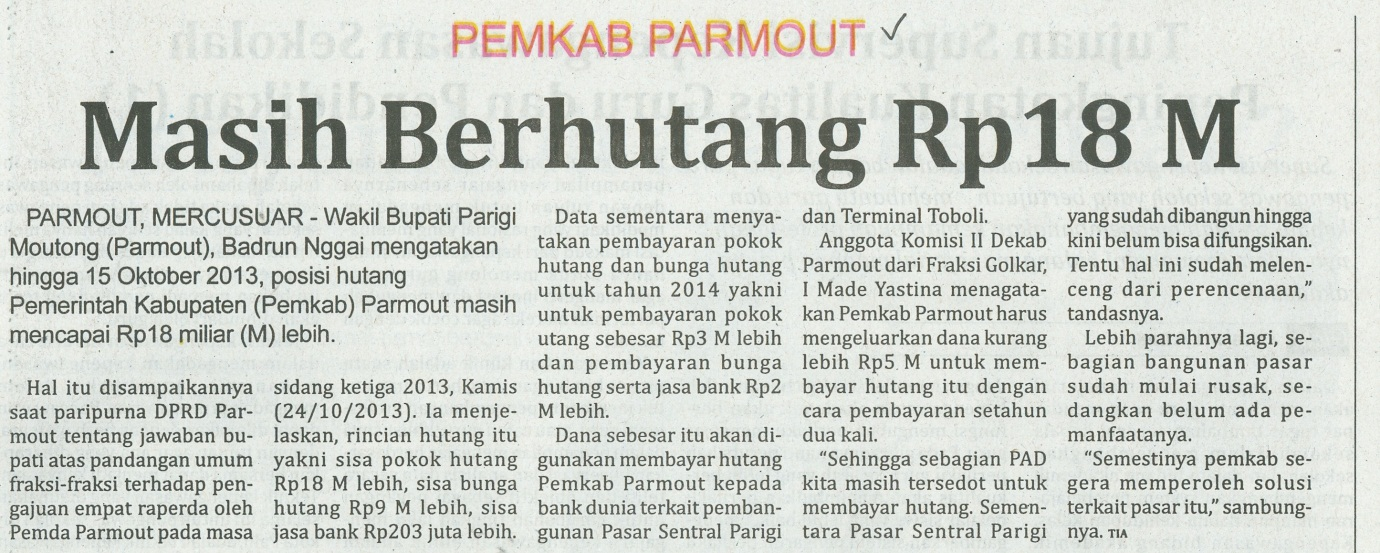 PEMKAB PARMOUT
Masih Berhutang Rp18 M
PARMOUT, MERCUSUAR - Wakil Bupati Parigi
Moutong (Parmout), Badrun Nggai mengatakan
hingga 15 Oktober 2013, posisi hutang
Pemerintah Kabupaten (Pemkab) Parmout masih
mencapai Rp18 miliar (M) lebih.
Hal itu disampaikannya
saat paripurna DPRD Par-
mout tentang jawaban bu-
pati atas pandangan umum
fraksi-fraksi terhadap pen-
gajuan empat raperda oleh
Pemda Parmout pada masa
sidang ketiga 2013, Kamis
(24/10/2013). Ia menje-
laskan, rincian hutang itu
yakni sisa pokok hutang
Rp18 M lebih, sisa bunga
hutang Rp9 M lebih, sisa
Jasa bank Rp203 juta lebih.
Data sementara menya-
takan pembayaran pokok
hutang dan bunga hutang
untuk tahun 2014 yakni
untuk pembayaran pokok
utang sebesar Rp3 M lebih
dan pembayaran bunga
utang serta jasa bank Rp2
M lebih.
Dana sebesar itu akan di-
gunakan membayar hutang
Pemkab Parmout kepada
bank dunia terkait pemban-
gunan Pasar Sentral Parigi
dan Terminal Toboli.
Anggota Komisi II Dekab
Parmout dari Fraksi Golkar,
I Made Yastina menagata-
kan Pemkab Parmout harus
mengeluarkan dana kurang
lebih Rp5 M untuk mem-
bayar hutang itu dengan
cara pembayaran setahun
dua kali.
“Sehingga sebagian PAD
kita masih tersedot untuk
membayar hutang. Semen-
tara Pasar Sentral Parigi
yang sudah dibangun hingga
kini belum bisa difungsikan.
Tentu hal ini sudah melen-
ceng dari perencenaan,”
tandasnya.
Lebih parahnya lagi, se-
bagian bangunan pasar
sudah mulai rusak, se-
dangkan belum ada pe-
manfaatanya.
“Semestinya pemkab se-
gera memperoleh solusi
terkait pasar itu,” sambung-
nya. TIA